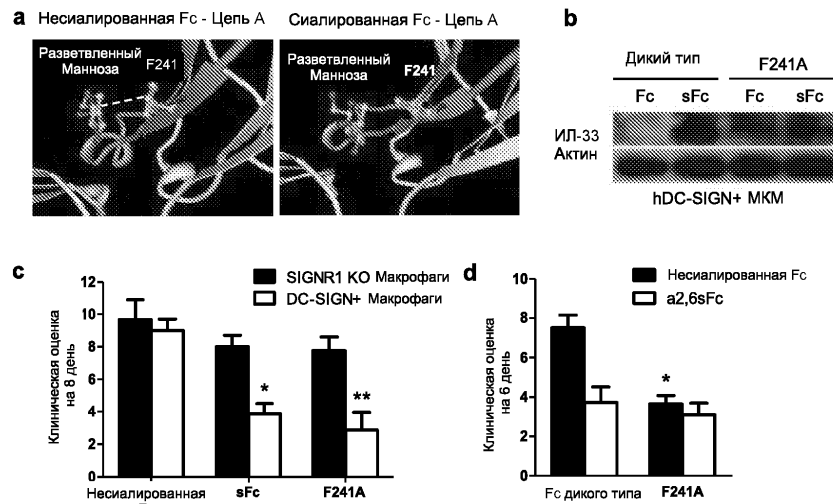 a
Несиалированная Fc - Цепь А
Сиалированная Fc - Цепь А
Разветвленный
Манноза
F241
Разветвленный
Манноза
F241
b
Дикий тип
F241A
Fc
sFc
Fc
sFc
ИЛ-33
Актин
hDC-SIGN+ МКМ
c
Клиническая оценка
на 8 день
12
10
8
6
4
2
0
SIGNR1 KO Макрофаги
DC-SIGN+ Макрофаги
*
**
Несиалированная
sFc
F241A
d
Клиническая оценка
на 6 день
8
6
4
2
0
Несиалированная Fc
a2,6sFc
*
Fc дикого типа
F241A